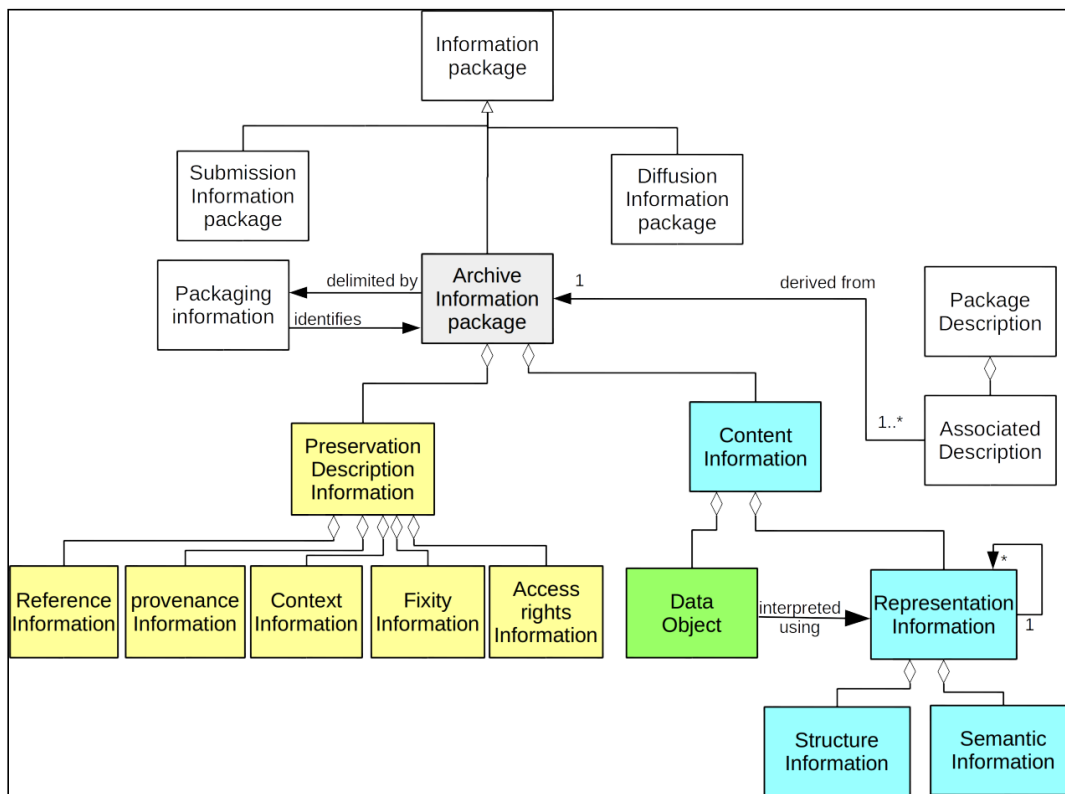 Information
package
Submission
Information
package
Diffusion
Information
package
Packaging
information
delimited by
identifies
Archive
Information
package
1
derived from
Package
Description
1..*
Associated
Description
Preservation
Description
Information
Content
Information
Reference
Information
provenance
Information
Context
Information
Fixity
Information
Access
rights
Information
Data
Object
interpreted
using
Representation
Information
*
1
Structure
Information
Semantic
Information